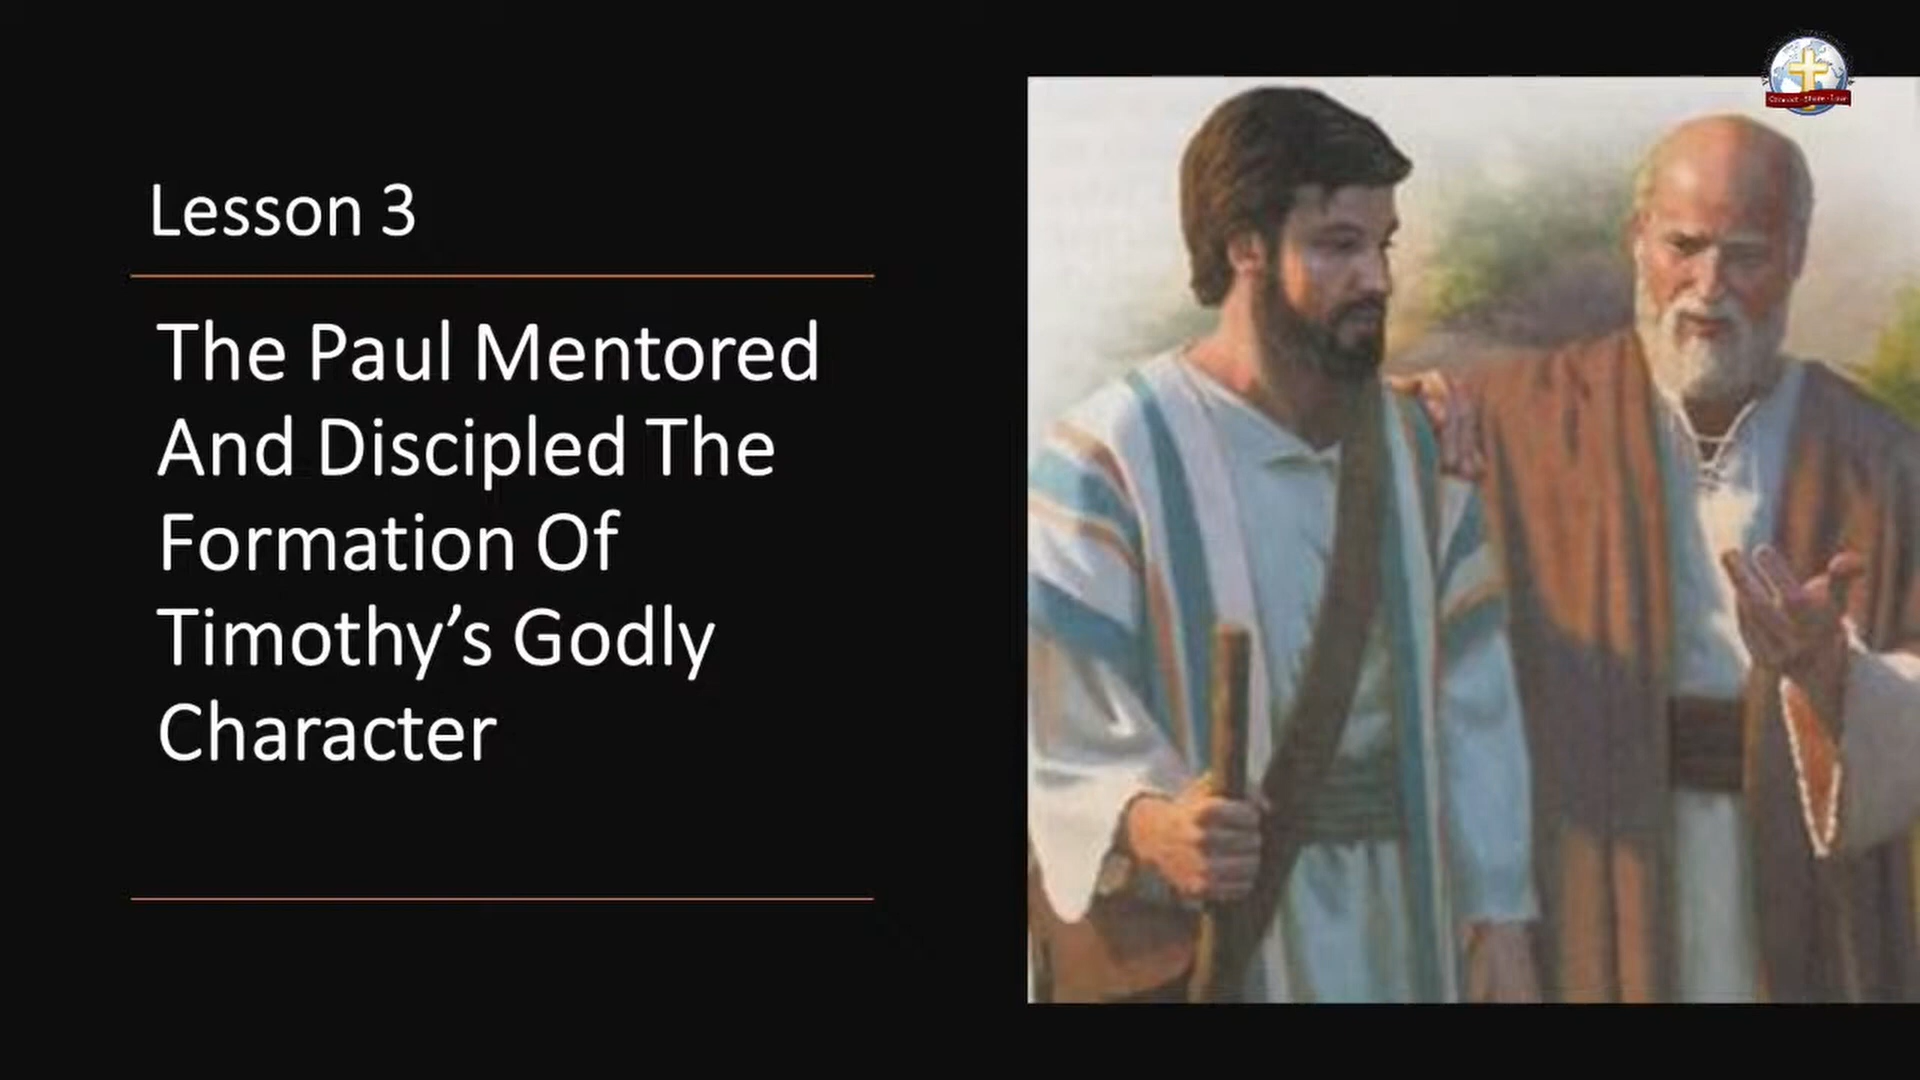 Lesson 3
The Paul Mentored
And Discipled The
Formation Of
Timothy’s Godly
Character